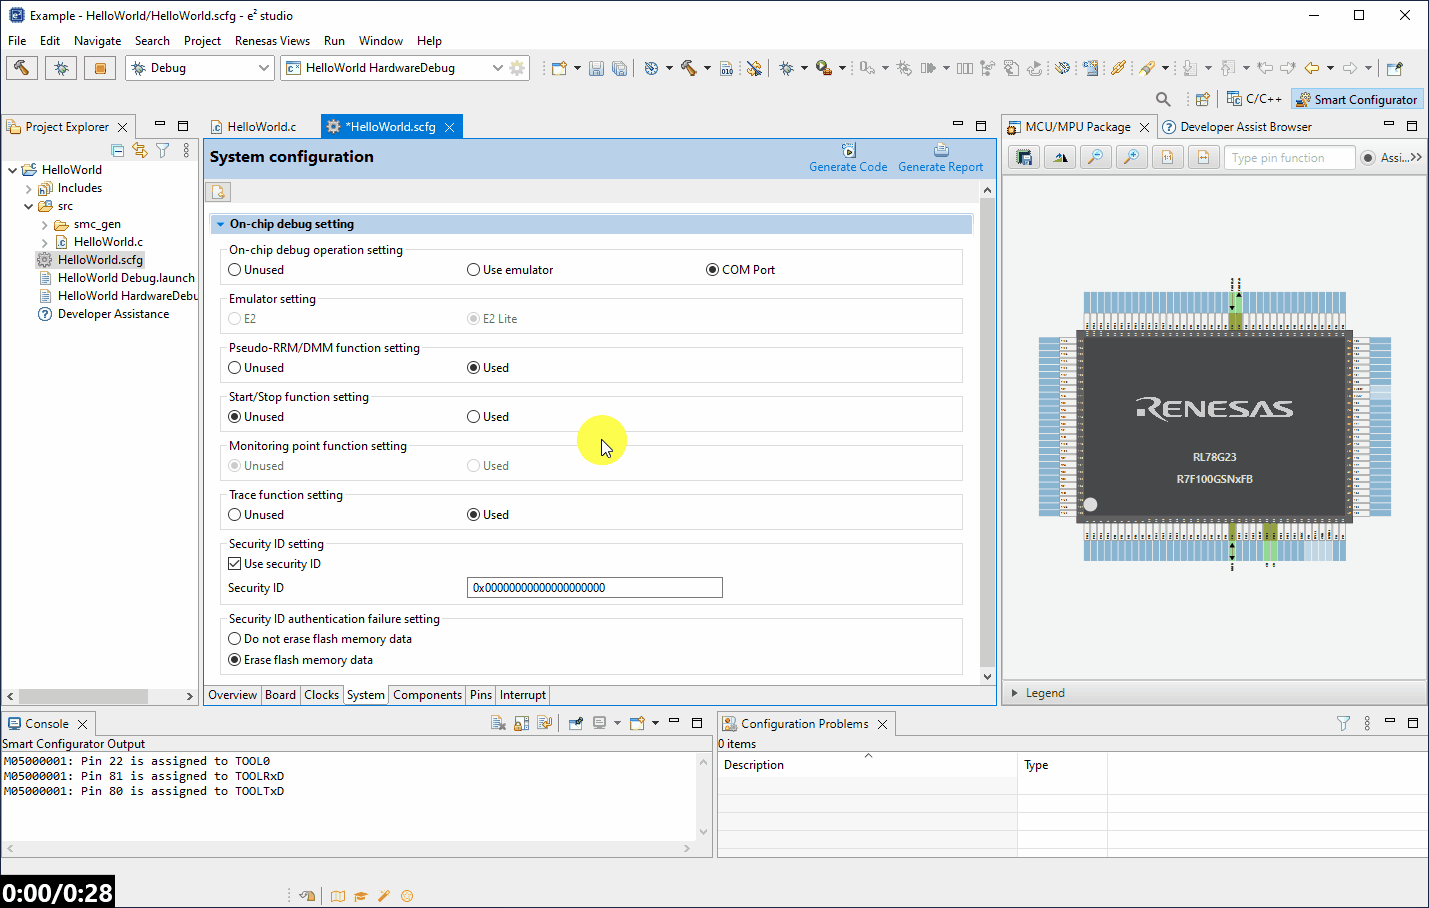 Example - HelloWorld/HelloWorld.scfg - e² studio
File Edit Navigate Search Project Renesas Views Run Window Help
Debug
HelloWorld HardwareDebug
C/C++
Smart Configurator
Project Explorer
HelloWorld
Includes
src
smc_gen
HelloWorld.c
HelloWorld.scfg
HelloWorld Debug.launch
HelloWorld HardwareDebu
Developer Assistance
HelloWorld.c
*HelloWorld.scfg
System configuration
Generate Code
Generate Report
On-chip debug setting
On-chip debug operation setting
Unused Use emulator COM Port
Emulator setting
E2 E2 Lite
Pseudo-RRM/DMM function setting
Unused Used
Start/Stop function setting
Unused Used
Monitoring point function setting
Unused Used
Trace function setting
Unused Used
Security ID setting
Use security ID
Security ID 0x00000000000000000000
Security ID authentication failure setting
Do not erase flash memory data
Erase flash memory data
Overview Board Clocks System Components Pins Interrupt
MCU/MPU Package
Developer Assist Browser
Type pin function
Assi...
RENESAS
RL78G23
R7F100GSNxFB
Legend
Console
Smart Configurator Output
M05000001: Pin 22 is assigned to TOOL0
M05000001: Pin 81 is assigned to TOOLRxD
M05000001: Pin 80 is assigned to TOOLTxD
Configuration Problems
0 items
Description Type
0:00/0:28